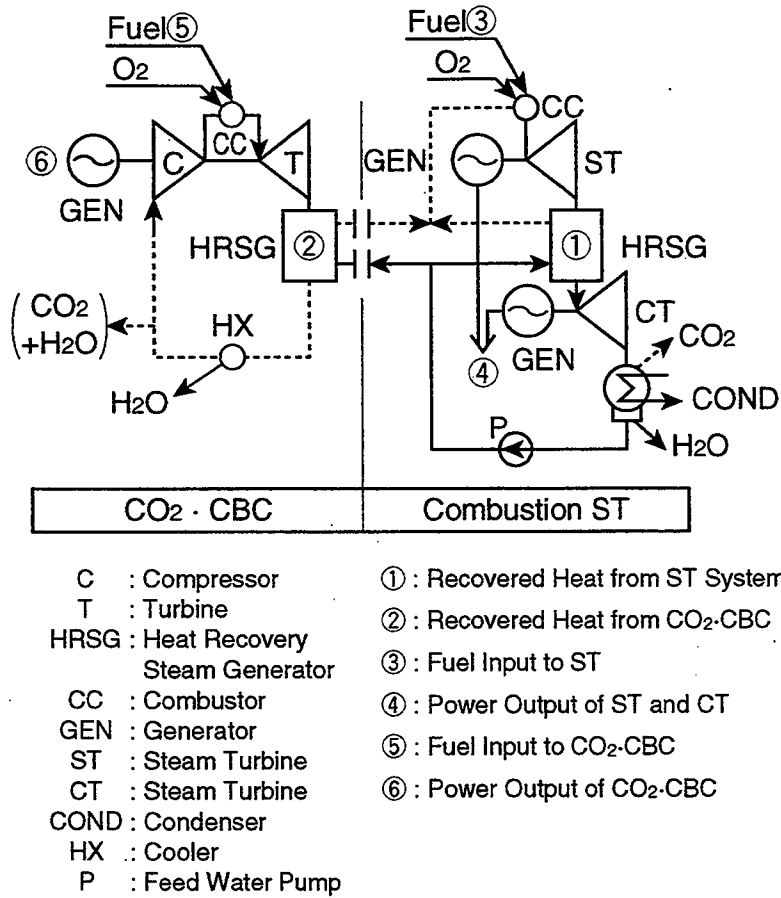 Fuel⑤
O2
CC
⑥
C
T
GEN
HRSG
②
(CO2
+H2O)
HX
H2O
Fuel③
O2
CC
GEN
ST
①
HRSG
CT
GEN
④
CO2
COND
P
H2O
CO2・CBC
Combustion ST
C : Compressor
T : Turbine
HRSG : Heat Recovery
Steam Generator
CC : Combustor
GEN : Generator
ST : Steam Turbine
CT : Steam Turbine
COND : Condenser
HX : Cooler
P : Feed Water Pump
① : Recovered Heat from ST System
② : Recovered Heat from CO2・CBC
③ : Fuel Input to ST
④ : Power Output of ST and CT
⑤ : Fuel Input to CO2・CBC
⑥ : Power Output of CO2・CBC